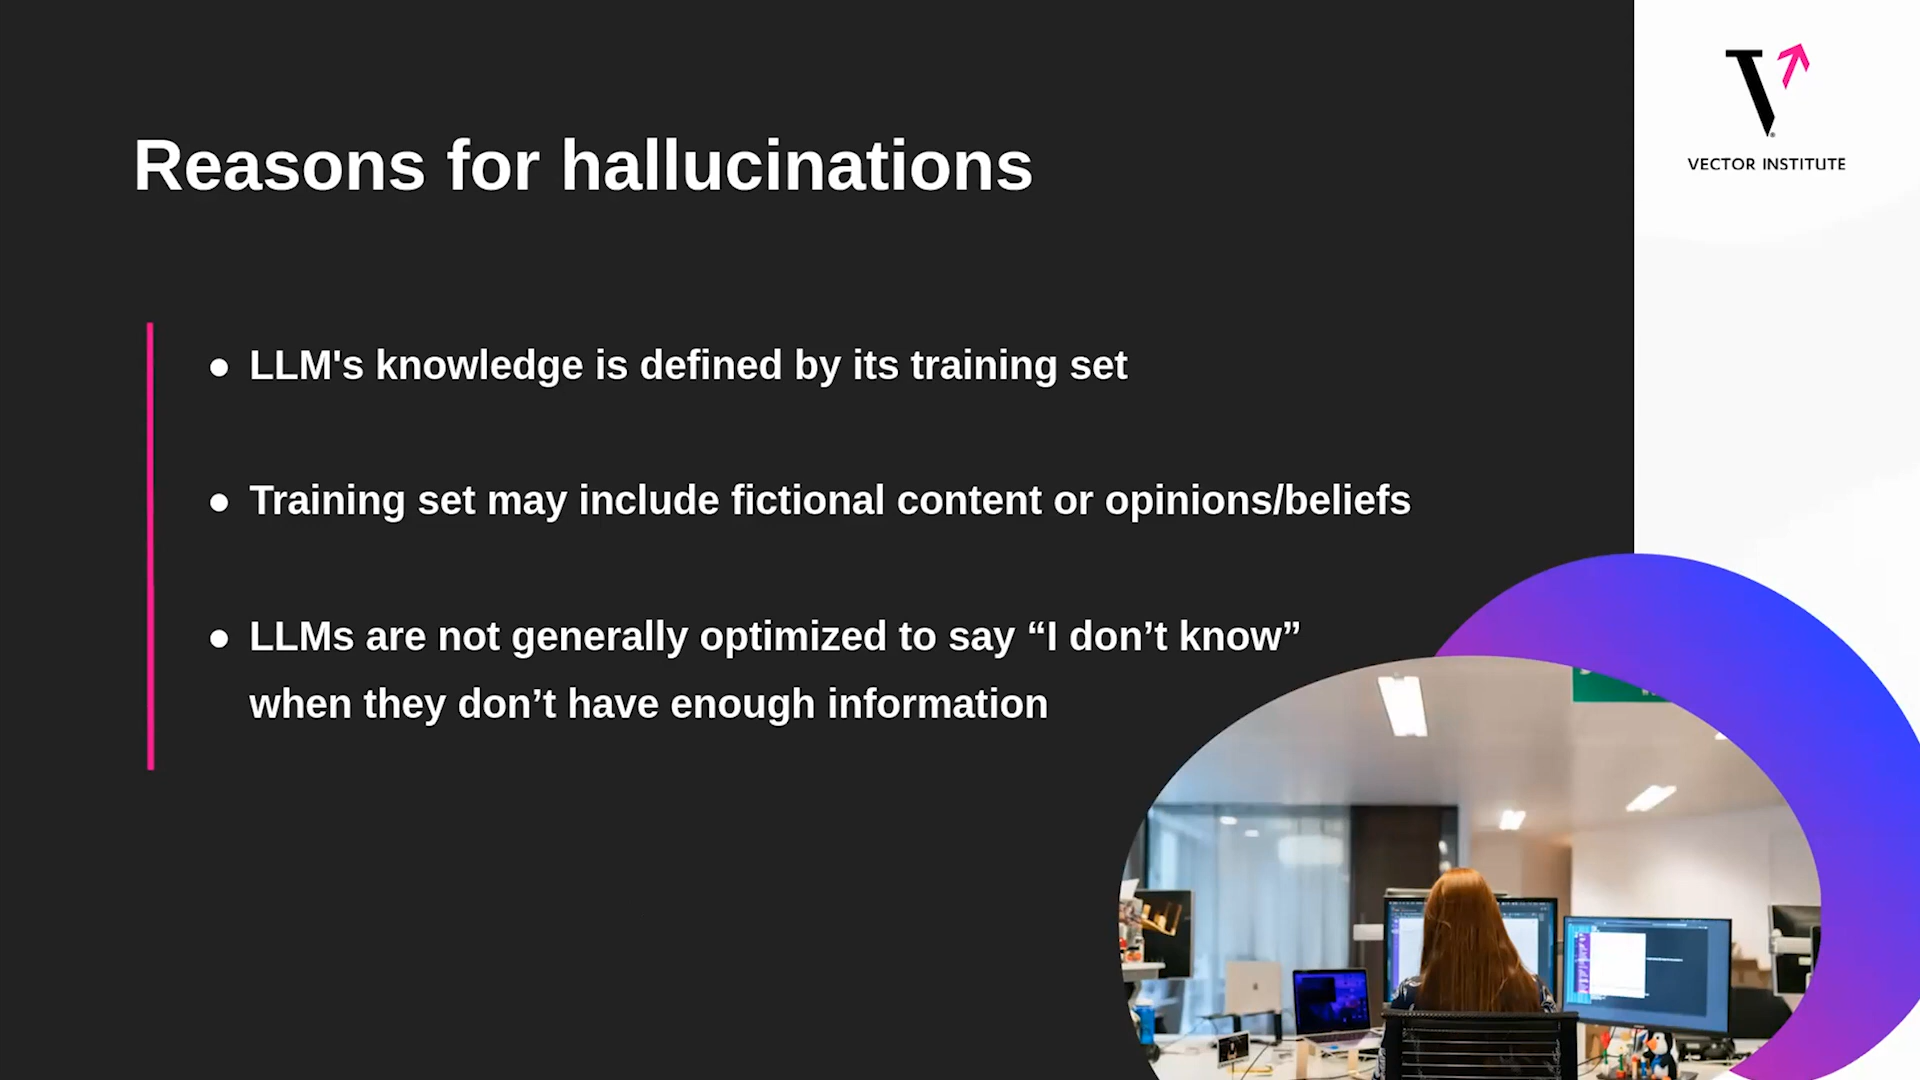 Reasons for hallucinations
VECTOR INSTITUTE
● LLM's knowledge is defined by its training set
● Training set may include fictional content or opinions/beliefs
● LLMs are not generally optimized to say “I don’t know”
when they don’t have enough information